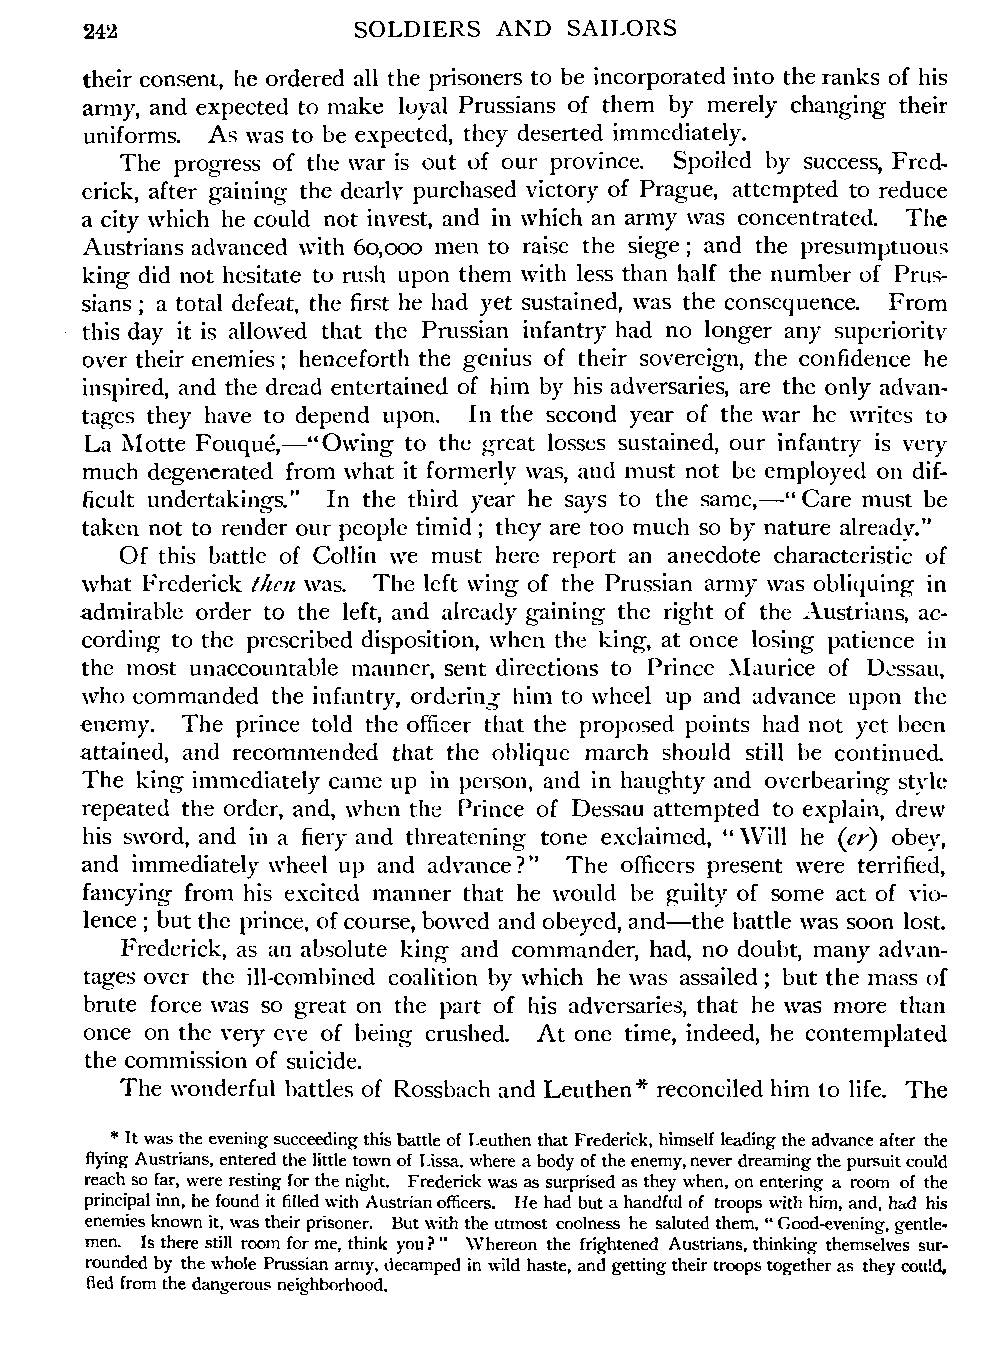 242 SOLDIERS AND SAILORS
their consent, he ordered all the prisoners to be incorporated into the ranks of his
army, and expected to make loyal Prussians of them by merely changing their
uniforms. As was to be expected, they deserted immediately.
The progress of the war is out of our province. Spoiled by success, Fred-
erick, after gaining the dearly purchased victory of Prague, attempted to reduce
a city which he could not invest, and in which an army was concentrated. The
Austrians advanced with 60,000 men to raise the siege; and the presumptuous
king did not hesitate to rush upon them with less than half the number of Prus-
sians; a total defeat, the first he had yet sustained, was the consequence. From
this day it is allowed that the Prussian infantry had no longer any superiority
over their enemies; henceforth the genius of their sovereign, the confidence he
inspired, and the dread entertained of him by his adversaries, are the only advan-
tages they have to depend upon. In the second year of the war he writes to
La Motte Fouqué,—“Owing to the great losses sustained, our infantry is very
much degenerated from what it formerly was, and must not be employed on dif-
ficult undertakings.” In the third year he says to the same,—“Care must be
taken not to render our people timid; they are too much so by nature already.”
Of this battle of Collin we must here report an anecdote characteristic of
what Frederick then was. The left wing of the Prussian army was obliquing in
admirable order to the left, and already gaining the right of the Austrians, ac-
cording to the prescribed disposition, when the king, at once losing patience in
the most unaccountable manner, sent directions to Prince Maurice of Dessau,
who commanded the infantry, ordering him to wheel up and advance upon the
enemy. The prince told the officer that the proposed points had not yet been
attained, and recommended that the oblique march should still be continued.
The king immediately came up in person, and in haughty and overbearing style
repeated the order, and, when the Prince of Dessau attempted to explain, drew
his sword, and in a fiery and threatening tone exclaimed, “Will he (er) obey,
and immediately wheel up and advance?” The officers present were terrified,
fancying from his excited manner that he would be guilty of some act of vio-
lence; but the prince, of course, bowed and obeyed, and—the battle was soon lost.
Frederick, as an absolute king and commander, had, no doubt, many advan-
tages over the ill-combined coalition by which he was assailed; but the mass of
brute force was so great on the part of his adversaries, that he was more than
once on the very eve of being crushed. At one time, indeed, he contemplated
the commission of suicide.
The wonderful battles of Rossbach and Leuthen* reconciled him to life. The
* It was the evening succeeding this battle of Leuthen that Frederick, himself leading the advance after the
flying Austrians, entered the little town of Lissa, where a body of the enemy, never dreaming the pursuit could
reach so far, were resting for the night. Frederick was as surprised as they when, on entering a room of the
principal inn, he found it filled with Austrian officers. He had but a handful of troops with him, and, had his
enemies known it, was their prisoner. But with the utmost coolness he saluted them, “Good-evening, gentle-
men. Is there still room for me, think you?” Whereon the frightened Austrians, thinking themselves sur-
rounded by the whole Prussian army, decamped in wild haste, and getting their troops together as they could,
fled from the dangerous neighborhood.